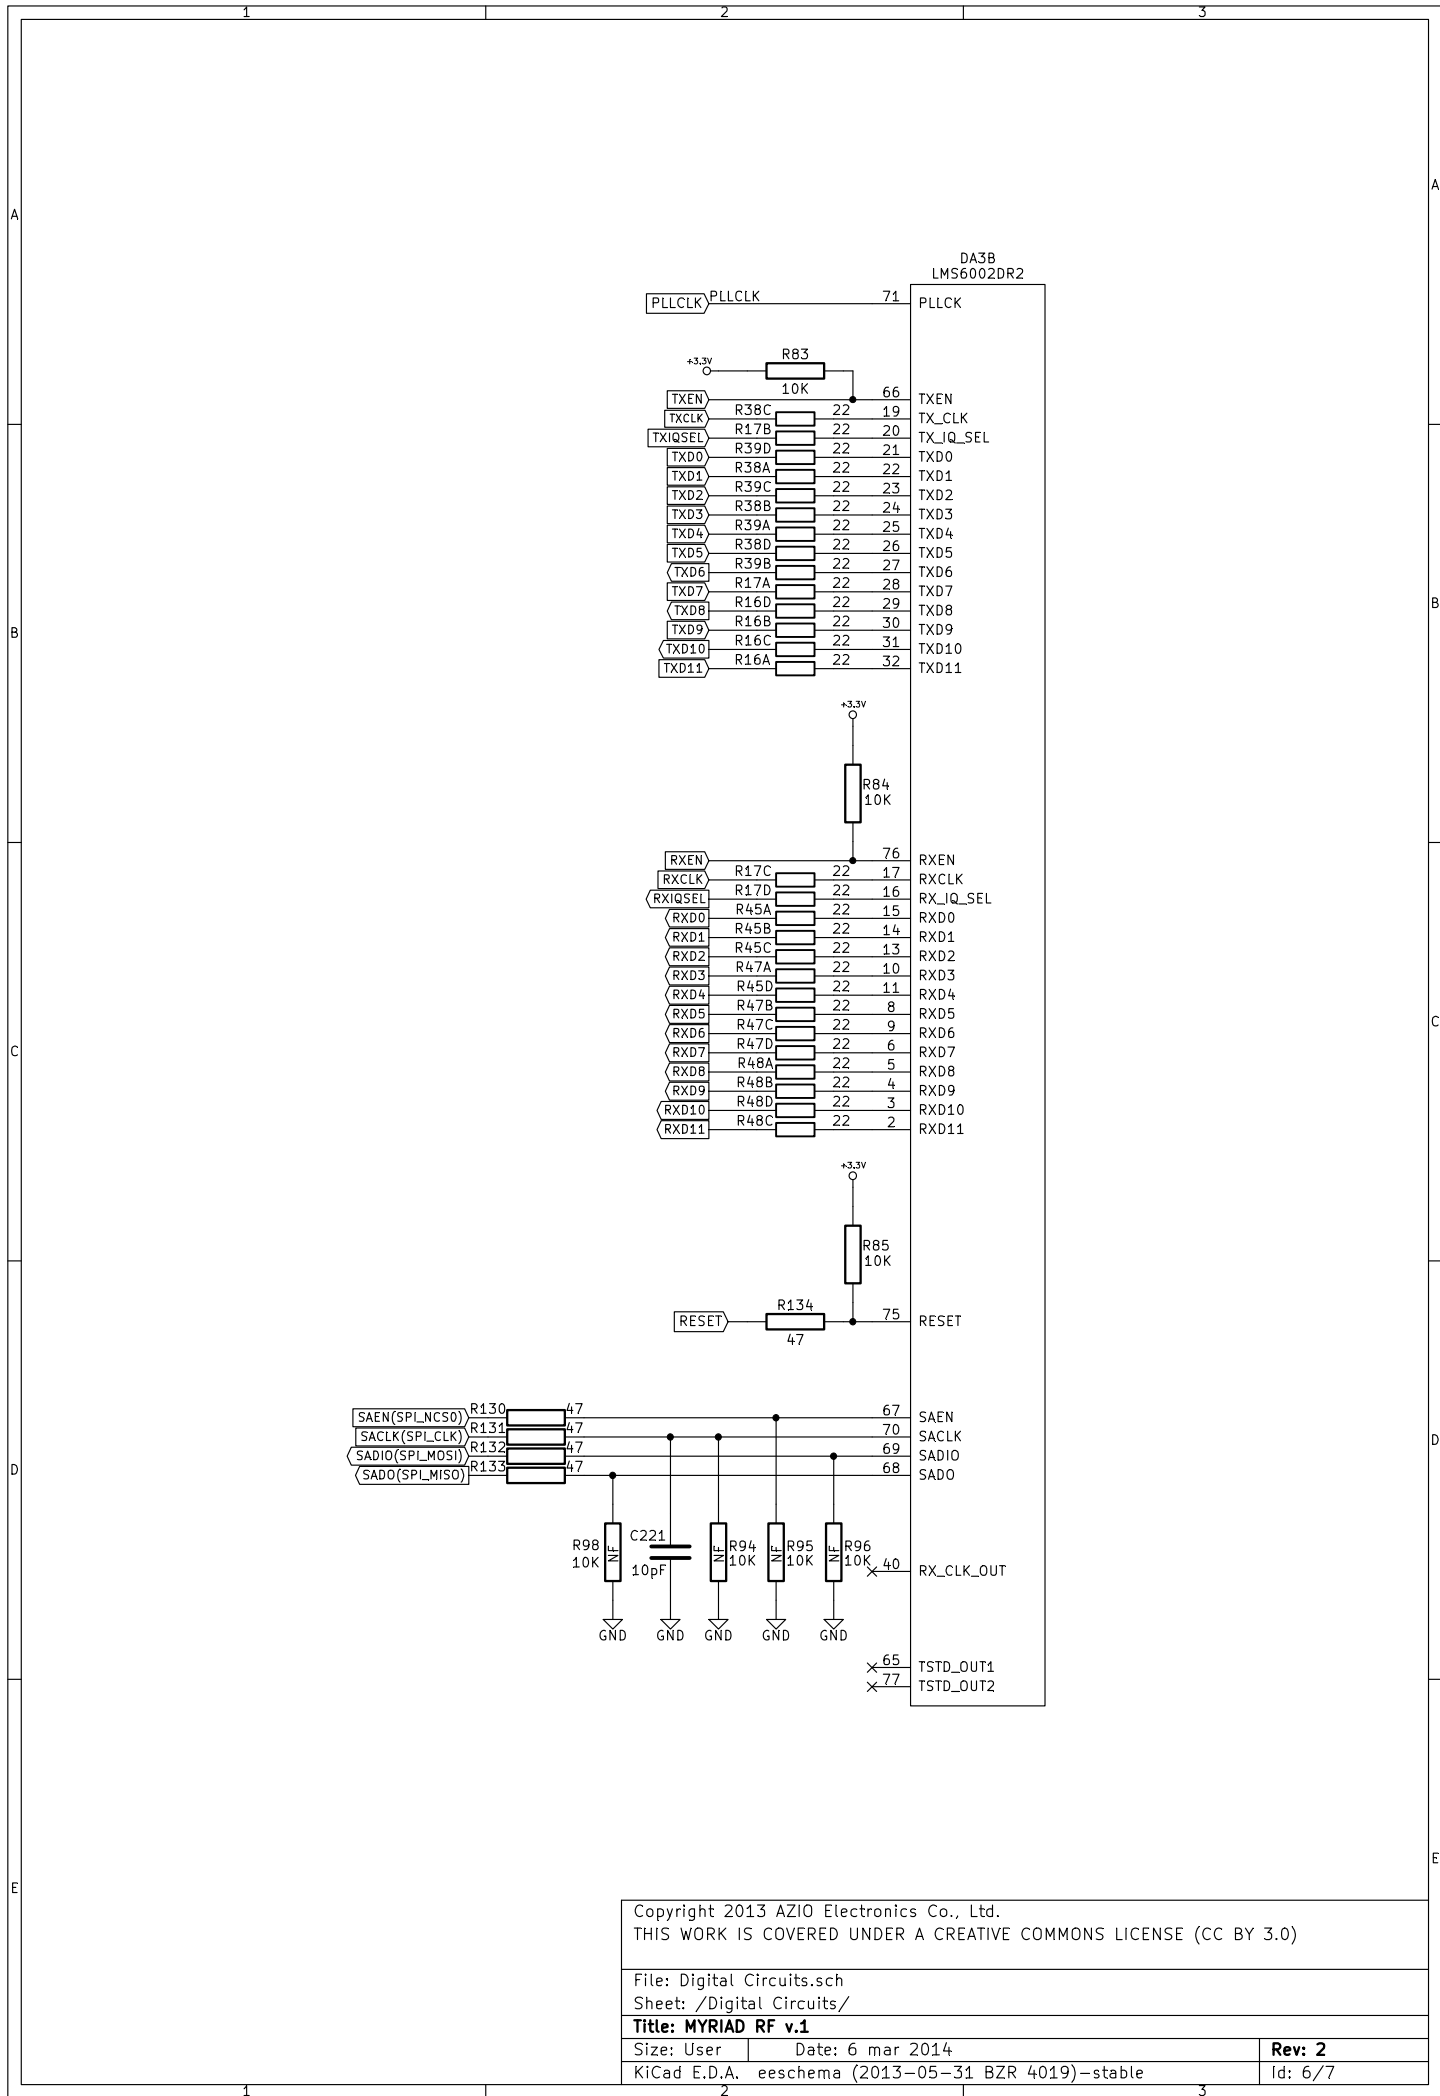 1 2 3
A A
DA3B
LMS6002DR2
PLLCLK PLLCLK 71 PLLCK
+3.3V R83
10K
TXEN 66 TXEN
TXCLK R38C 22 19 TX_CLK
TXIQSEL R17B 22 20 TX_IQ_SEL
TXD0 R39D 22 21 TXD0
TXD1 R38A 22 22 TXD1
TXD2 R39C 22 23 TXD2
TXD3 R38B 22 24 TXD3
TXD4 R39A 22 25 TXD4
TXD5 R38D 22 26 TXD5
TXD6 R39B 22 27 TXD6
TXD7 R17A 22 28 TXD7
TXD8 R16D 22 29 TXD8
TXD9 R16B 22 30 TXD9
TXD10 R16C 22 31 TXD10
TXD11 R16A 22 32 TXD11
B B
+3.3V
R84
10K
RXEN 76 RXEN
RXCLK R17C 22 17 RXCLK
RXIQSEL R17D 22 16 RX_IQ_SEL
RXD0 R45A 22 15 RXD0
RXD1 R45B 22 14 RXD1
RXD2 R45C 22 13 RXD2
RXD3 R47A 22 10 RXD3
RXD4 R45D 22 11 RXD4
RXD5 R47B 22 8 RXD5
RXD6 R47C 22 9 RXD6
RXD7 R47D 22 6 RXD7
RXD8 R48A 22 5 RXD8
RXD9 R48B 22 4 RXD9
RXD10 R48D 22 3 RXD10
RXD11 R48C 22 2 RXD11
C C
+3.3V
R85
10K
RESET R134 75 RESET
47
SAEN(SPI_NCS0) R130 47 67 SAEN
SACLK(SPI_CLK) R131 47 70 SACLK
SADIO(SPI_MOSI) R132 47 69 SADIO
SADO(SPI_MISO) R133 47 68 SADO
D D
R98 NF C221 NF R94 NF R95 NF R96
10K 10pF 10K 10K 10K
40 RX_CLK_OUT
GND GND GND GND GND
65 TSTD_OUT1
77 TSTD_OUT2
E E
Copyright 2013 AZIO Electronics Co., Ltd.
THIS WORK IS COVERED UNDER A CREATIVE COMMONS LICENSE (CC BY 3.0)
File: Digital Circuits.sch
Sheet: /Digital Circuits/
Title: MYRIAD RF v.1
Size: User Date: 6 mar 2014 Rev: 2
KiCad E.D.A. eeschema (2013-05-31 BZR 4019)-stable Id: 6/7
1 2 3